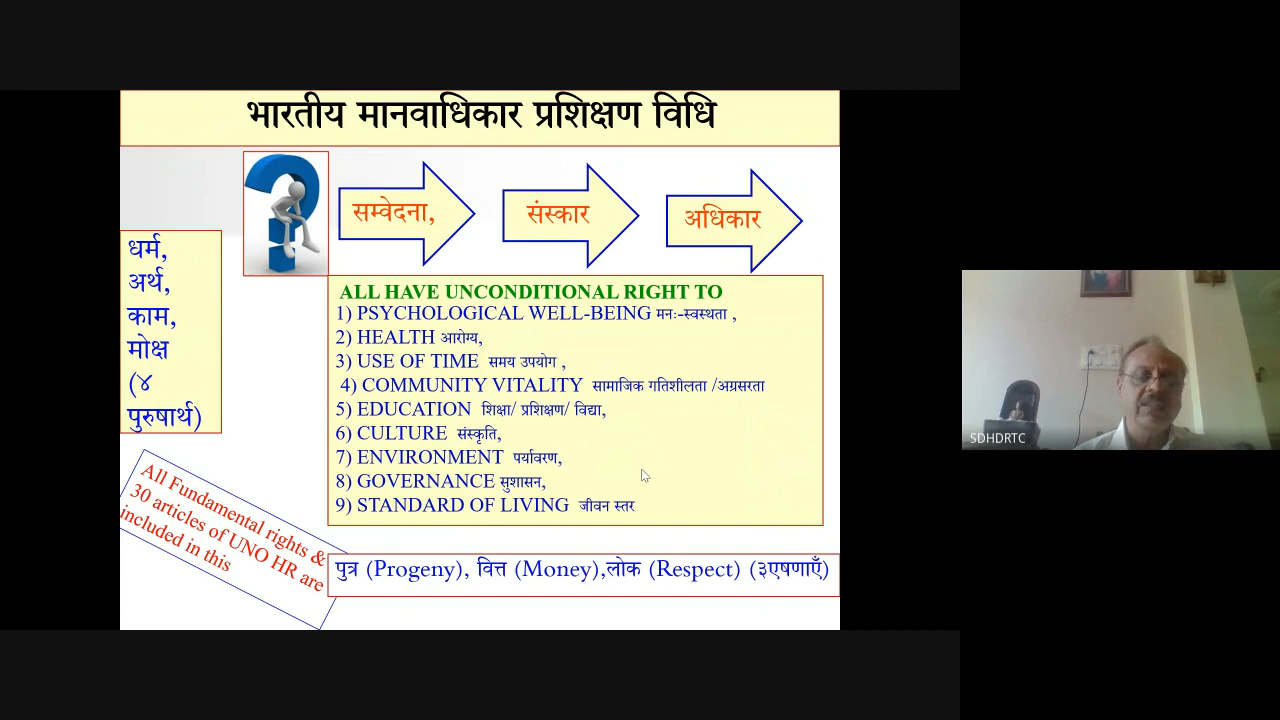 भारतीय मानवाधिकार प्रशिक्षण विधि
सम्वेदना,
संस्कार
अधिकार
धर्म,
अर्थ,
काम,
मोक्ष
(४
पुरुषार्थ)
ALL HAVE UNCONDITIONAL RIGHT TO
1) PSYCHOLOGICAL WELL-BEING मनः-स्वस्थता ,
2) HEALTH आरोग्य,
3) USE OF TIME समय उपयोग ,
4) COMMUNITY VITALITY सामाजिक गतिशीलता /अग्रसरता
5) EDUCATION शिक्षा/ प्रशिक्षण/ विद्या,
6) CULTURE संस्कृति,
7) ENVIRONMENT पर्यावरण,
8) GOVERNANCE सुशासन,
9) STANDARD OF LIVING जीवन स्तर
All Fundamental rights &
30 articles of UNO HR are
included in this
पुत्र (Progeny), वित्त (Money),लोक (Respect) (३एषणाएँ)
SDHDRTC